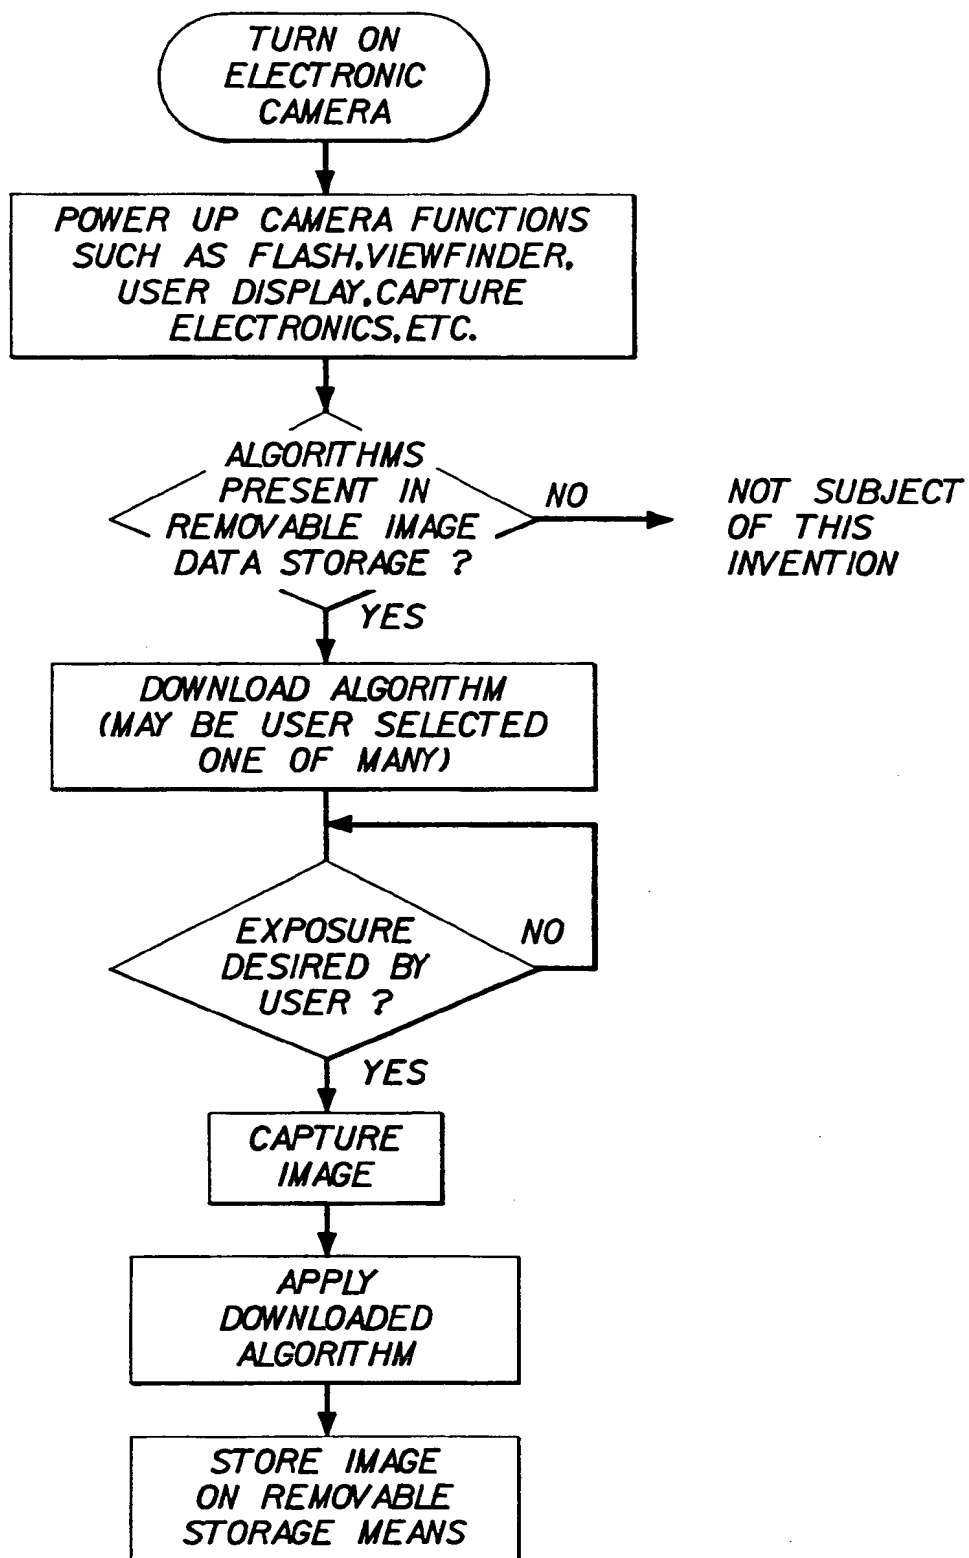 TURN ON
ELECTRONIC
CAMERA
POWER UP CAMERA FUNCTIONS
SUCH AS FLASH,VIEWFINDER,
USER DISPLAY,CAPTURE
ELECTRONICS,ETC.
ALGORITHMS
PRESENT IN
REMOVABLE IMAGE
DATA STORAGE ?
NO
NOT SUBJECT
OF THIS
INVENTION
YES
DOWNLOAD ALGORITHM
(MAY BE USER SELECTED
ONE OF MANY)
EXPOSURE
DESIRED BY
USER ?
NO
YES
CAPTURE
IMAGE
APPLY
DOWNLOADED
ALGORITHM
STORE IMAGE
ON REMOVABLE
STORAGE MEANS